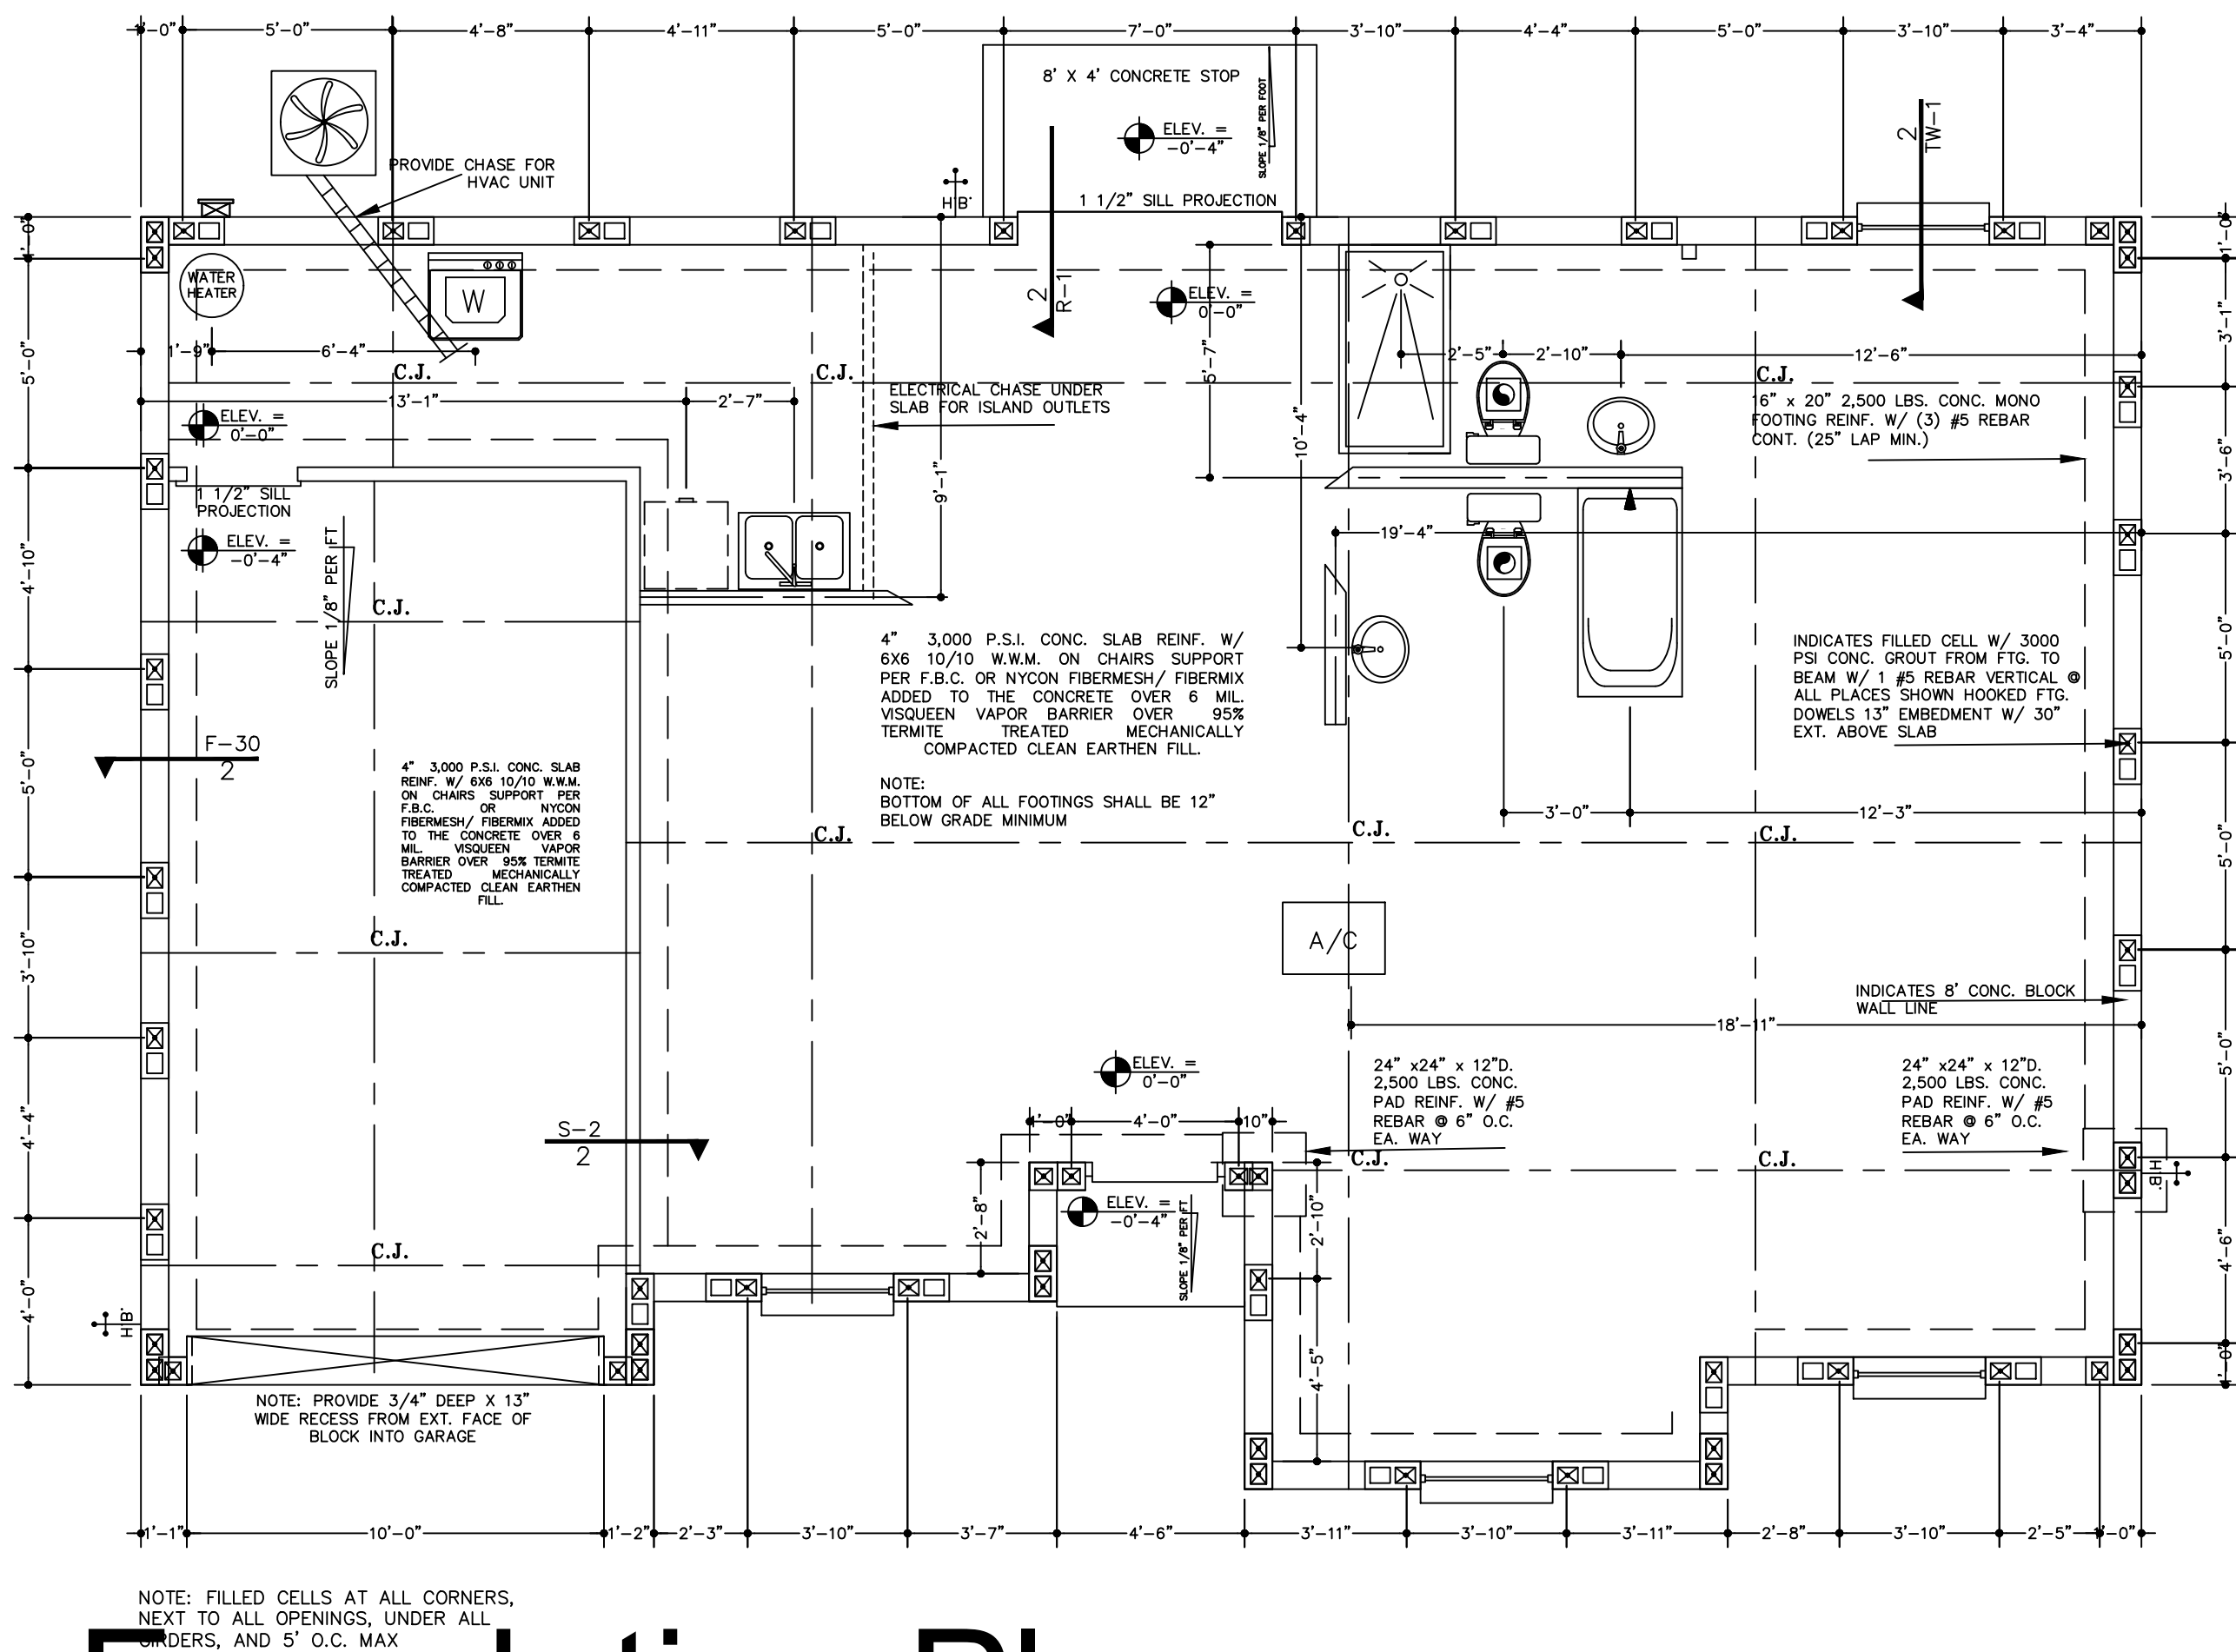 1'-0" 5'-0" 4'-8" 4'-11" 5'-0" 7'-0" 3'-10" 4'-4" 5'-0" 3'-10" 3'-4"
8' X 4' CONCRETE STOP
ELEV. =
-0'-4"
SLOPE 1/8" PER FOOT
2
TW-1
PROVIDE CHASE FOR
HVAC UNIT
H.B.
1 1/2" SILL PROJECTION
WATER
HEATER
W
2
R-1
ELEV. =
0'-0"
1'-9" 6'-4"
2'-5" 2'-10" 12'-6"
5'-7"
C.J. C.J. C.J.
13'-1" 2'-7"
ELECTRICAL CHASE UNDER
SLAB FOR ISLAND OUTLETS
16" x 20" 2,500 LBS. CONC. MONO
FOOTING REINF. W/ (3) #5 REBAR
CONT. (25" LAP MIN.)
ELEV. =
0'-0"
10'-4"
9'-1"
1 1/2" SILL
PROJECTION
ELEV. =
-0'-4"
SLOPE 1/8" PER FT
19'-4"
C.J.
4" 3,000 P.S.I. CONC. SLAB REINF. W/
6X6 10/10 W.W.M. ON CHAIRS SUPPORT
PER F.B.C. OR NYCON FIBERMESH/ FIBERMIX
ADDED TO THE CONCRETE OVER 6 MIL.
VISQUEEN VAPOR BARRIER OVER 95%
TERMITE TREATED MECHANICALLY
COMPACTED CLEAN EARTHEN FILL.
NOTE:
BOTTOM OF ALL FOOTINGS SHALL BE 12"
BELOW GRADE MINIMUM
INDICATES FILLED CELL W/ 3000
PSI CONC. GROUT FROM FTG. TO
BEAM W/ 1 #5 REBAR VERTICAL @
ALL PLACES SHOWN HOOKED FTG.
DOWELS 13" EMBEDMENT W/ 30"
EXT. ABOVE SLAB
F-30
2
4" 3,000 P.S.I. CONC. SLAB
REINF. W/ 6X6 10/10 W.W.M.
ON CHAIRS SUPPORT PER
F.B.C. OR NYCON
FIBERMESH/ FIBERMIX ADDED
TO THE CONCRETE OVER 6
MIL. VISQUEEN VAPOR
BARRIER OVER 95% TERMITE
TREATED MECHANICALLY
COMPACTED CLEAN EARTHEN
FILL.
3'-0" 12'-3"
C.J. C.J. C.J.
C.J.
A/C
INDICATES 8' CONC. BLOCK
WALL LINE
18'-11"
ELEV. =
0'-0"
24" x24" x 12"D.
2,500 LBS. CONC.
PAD REINF. W/ #5
REBAR @ 6" O.C.
EA. WAY
24" x24" x 12"D.
2,500 LBS. CONC.
PAD REINF. W/ #5
REBAR @ 6" O.C.
EA. WAY
1'-0" 4'-0" 10"
S-2
2
C.J. C.J.
H.B.
ELEV. =
-0'-4"
SLOPE 1/8" PER FT
2'-8"
2'-10"
4'-5"
C.J.
H.B.
1'-0"
5'-0"
4'-10"
5'-0"
3'-10"
4'-4"
4'-0"
1'-0"
3'-1"
3'-6"
5'-0"
5'-0"
5'-0"
4'-6"
1'-0"
NOTE: PROVIDE 3/4" DEEP X 13"
WIDE RECESS FROM EXT. FACE OF
BLOCK INTO GARAGE
1'-1" 10'-0" 1'-2" 2'-3" 3'-10" 3'-7" 4'-6" 3'-11" 3'-10" 3'-11" 2'-8" 3'-10" 2'-5" 1'-0"
NOTE: FILLED CELLS AT ALL CORNERS,
NEXT TO ALL OPENINGS, UNDER ALL
GIRDERS, AND 5' O.C. MAX